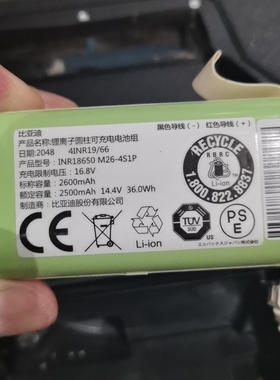 比亚迪
产品名称: 锂离子圆柱可充电电池组
日期:2048 4INR19/66
型号: INR18650 M26-4S1P
充电限制电压: 16.8V
标称容量: 2600mAh
额定容量: 2500mAh 14.4V 36.0Wh
制造商: 比亚迪股份有限公司
黑色导线 (-) 红色导线 (+)
RECYCLE
RBRC
Li-ion
1.800.822.8837
CE
Li-ion
TÜV
SUD
US
PS
E